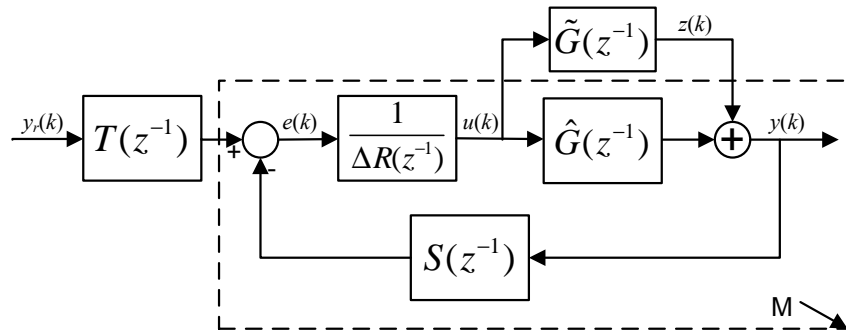 G̃(z⁻¹)
z(k)
yᵣ(k)
T(z⁻¹)
+
-
e(k)
1
ΔR(z⁻¹)
u(k)
Ĝ(z⁻¹)
+
y(k)
S(z⁻¹)
M